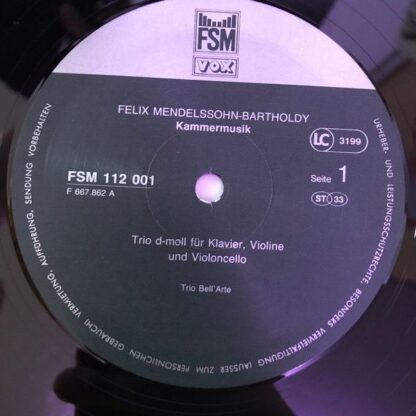 FSM
VOX
FELIX MENDELSSOHN-BARTHOLDY
Kammermusik
LC 3199
FSM 112 001
F 667.862 A
Seite 1
ST 33
Trio d-moll für Klavier, Violine
und Violoncello
Trio Bell'Arte
URHEBER- UND LEISTUNGSSCHUTZRECHTE, BESONDERS VERVIELFÄLTIGUNG (AUSSER ZUM PERSÖNLICHEN GEBRAUCH) VERMIETUNG, AUFFÜHRUNG, SENDUNG VORBEHALTEN